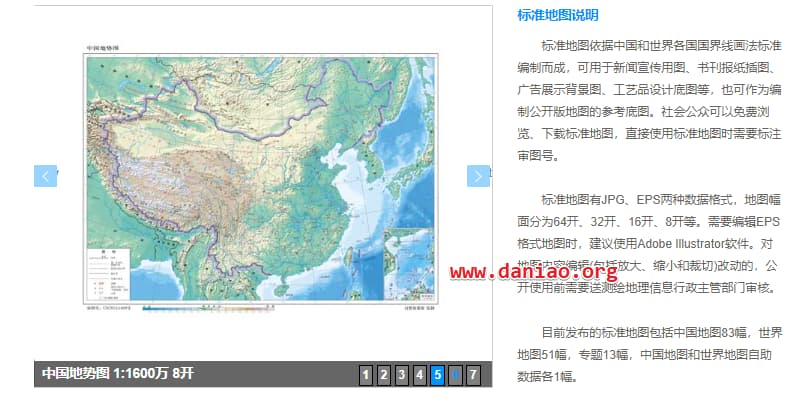 标准地图说明
标准地图依据中国和世界各国国界线画法标准
编制而成，可用于新闻宣传用图、书刊报纸插图、
广告展示背景图、工艺品设计底图等，也可作为编
制公开版地图的参考底图。社会公众可以免费浏
览、下载标准地图，直接使用标准地图时需要标注
审图号。
标准地图有JPG、EPS两种数据格式，地图幅
面分为64开、32开、16开、8开等。需要编辑EPS
格式地图时，建议使用Adobe Illustrator软件。对
地图内容编辑(包括放大、缩小和裁切)改动的，公
开使用前需要送测绘地理信息行政主管部门审核。
www.daniao.org
目前发布的标准地图包括中国地图83幅，世界
地图51幅，专题13幅，中国地图和世界地图自助
数据各1幅。
中国地势图
中国地势图 1:1600万 8开
1 2 3 4 5 6 7